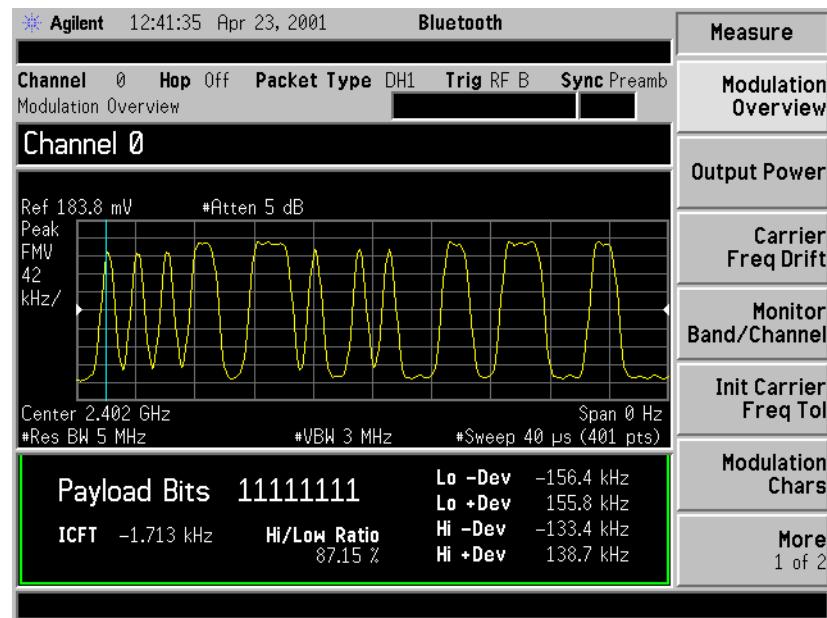 Agilent 12:41:35 Apr 23, 2001 Bluetooth
Channel 0 Hop Off Packet Type DH1 Trig RF B Sync Preamb
Modulation Overview
Channel 0
Ref 183.8 mV #Atten 5 dB
Peak
FMV
42
kHz/
Center 2.402 GHz Span 0 Hz
#Res BW 5 MHz #VBW 3 MHz #Sweep 40 µs (401 pts)
Payload Bits 11111111
ICFT -1.713 kHz
Hi/Low Ratio
87.15 %
Lo -Dev -156.4 kHz
Lo +Dev 155.8 kHz
Hi -Dev -133.4 kHz
Hi +Dev 138.7 kHz
Measure
Modulation
Overview
Output Power
Carrier
Freq Drift
Monitor
Band/Channel
Init Carrier
Freq Tol
Modulation
Chars
More
1 of 2